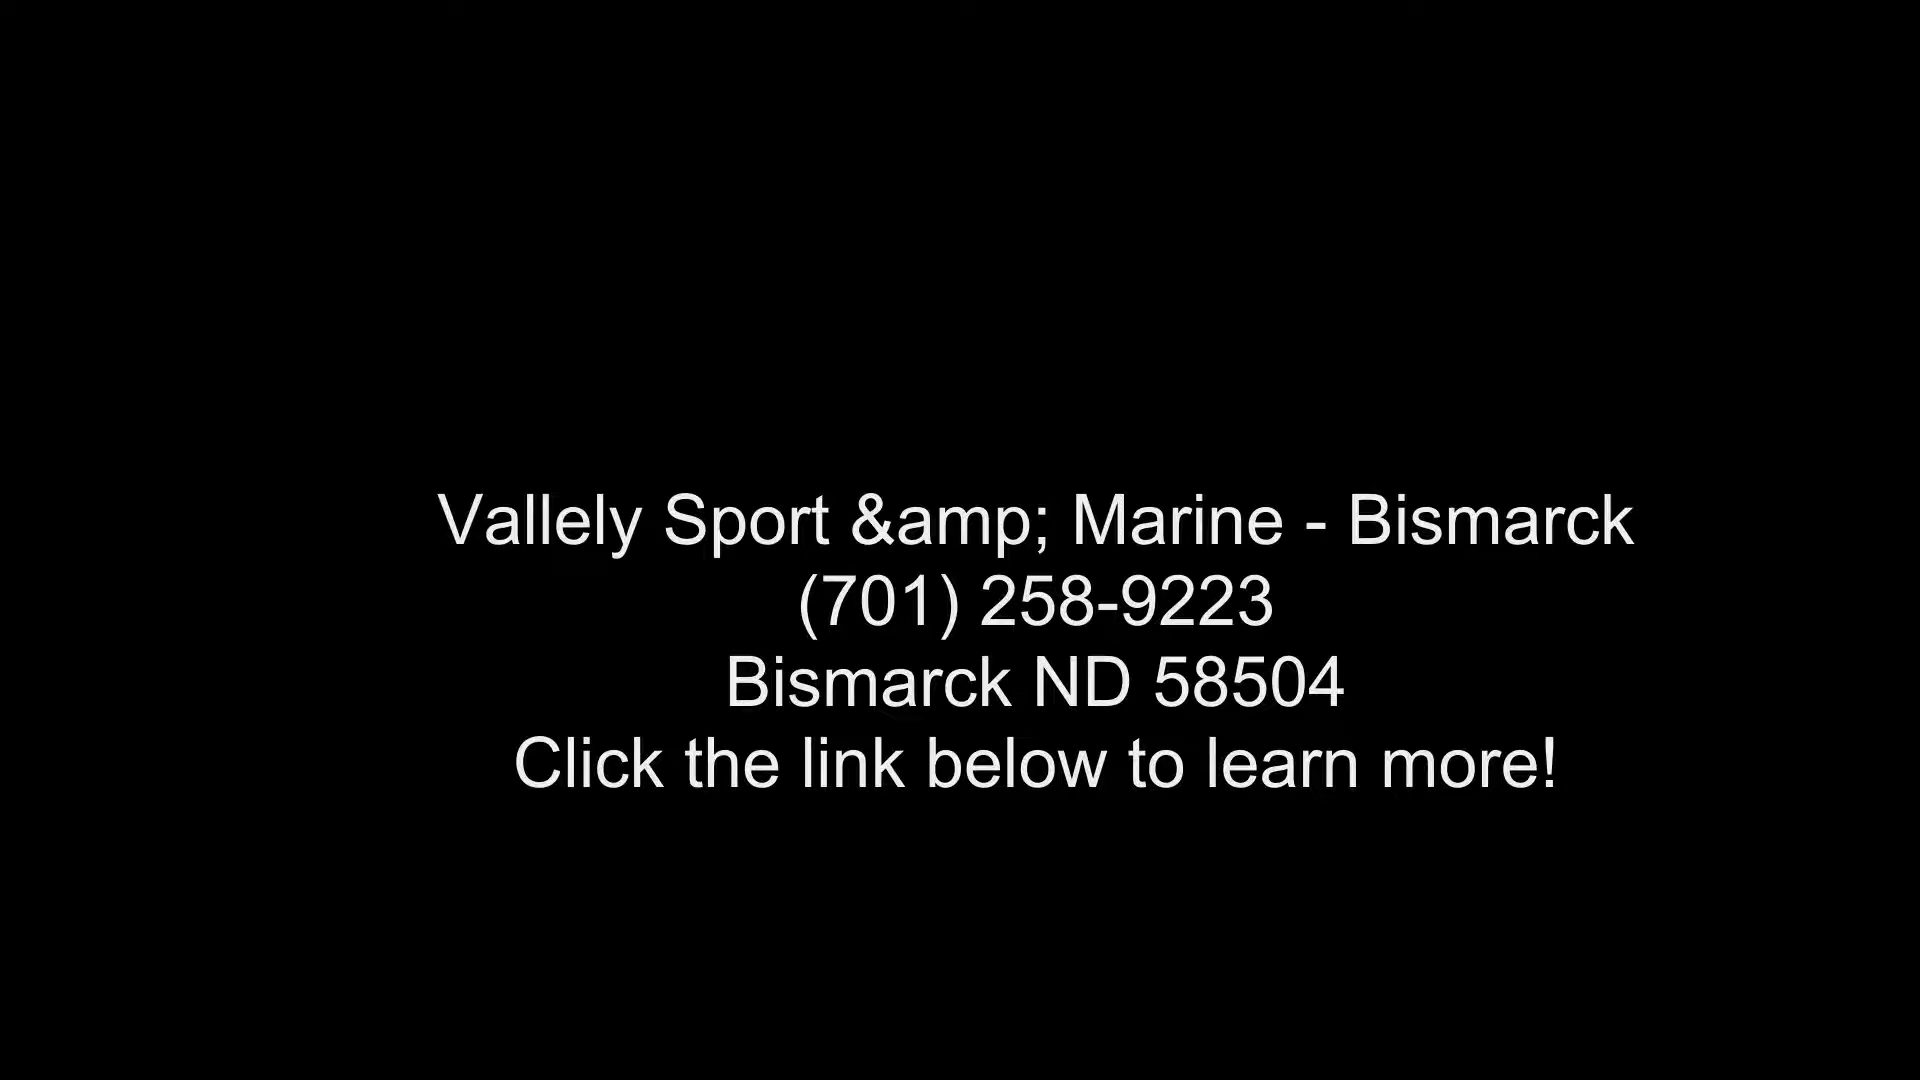 Vallely Sport &amp; Marine - Bismarck
(701) 258-9223
Bismarck ND 58504
Click the link below to learn more!